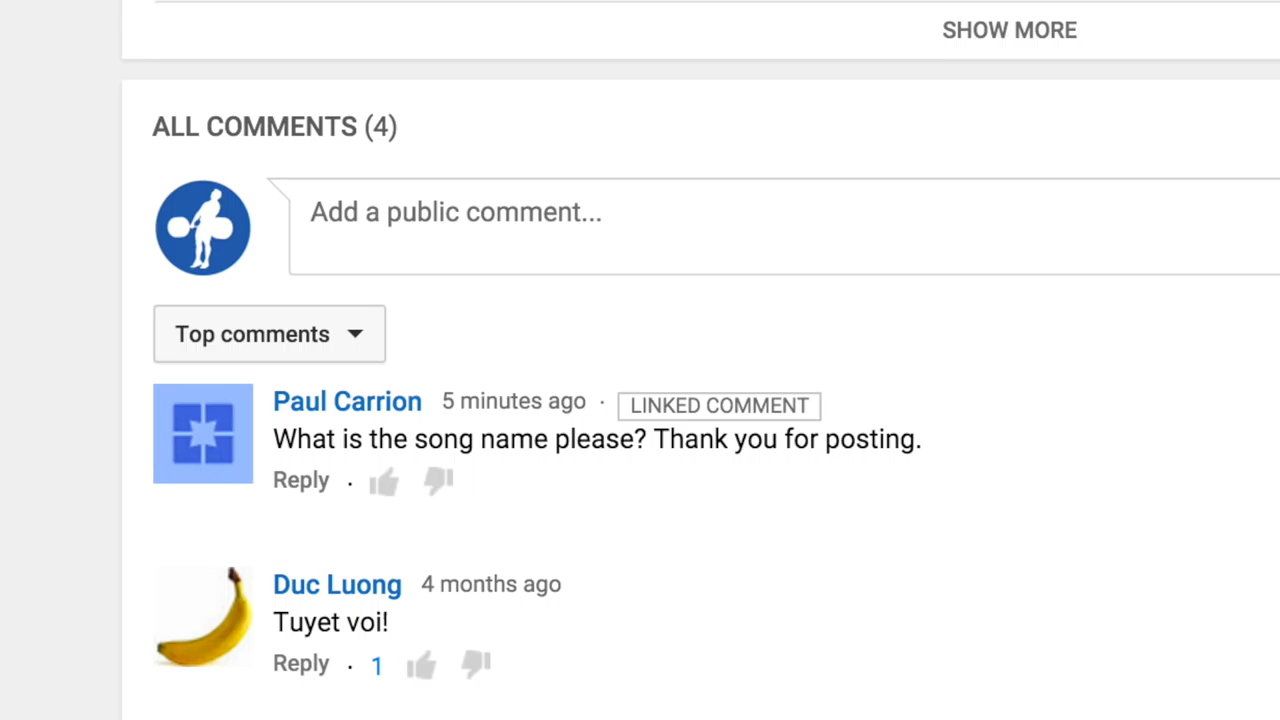 SHOW MORE
ALL COMMENTS (4)
Add a public comment...
Top comments
Paul Carrion 5 minutes ago · LINKED COMMENT
What is the song name please? Thank you for posting.
Reply ·
Duc Luong 4 months ago
Tuyet voi!
Reply · 1